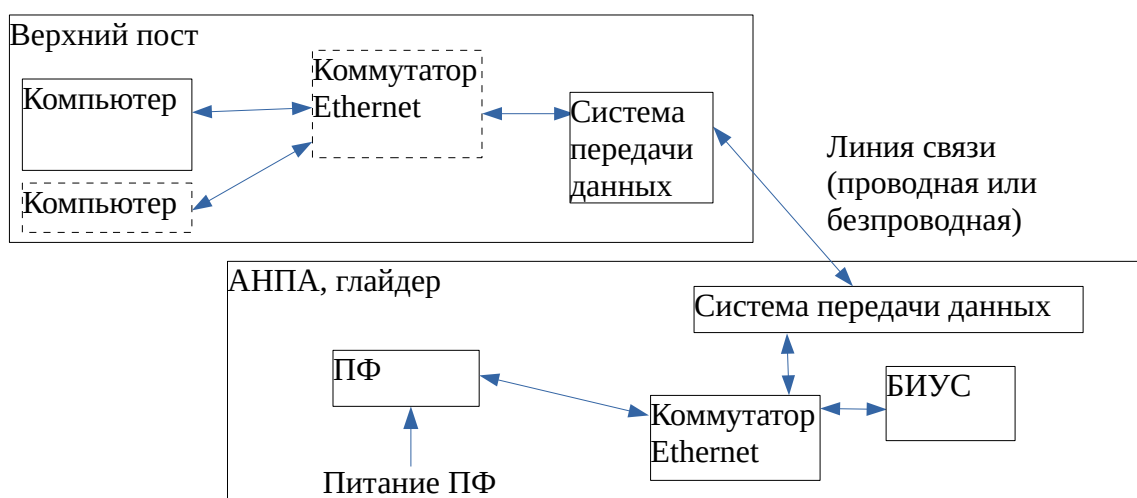 Верхний пост
Компьютер
Коммутатор
Ethernet
Система
передачи
данных
Компьютер
Линия связи
(проводная или
безпроводная)
АНПА, глайдер
Система передачи данных
ПФ
БИУС
Коммутатор
Ethernet
Питание ПФ